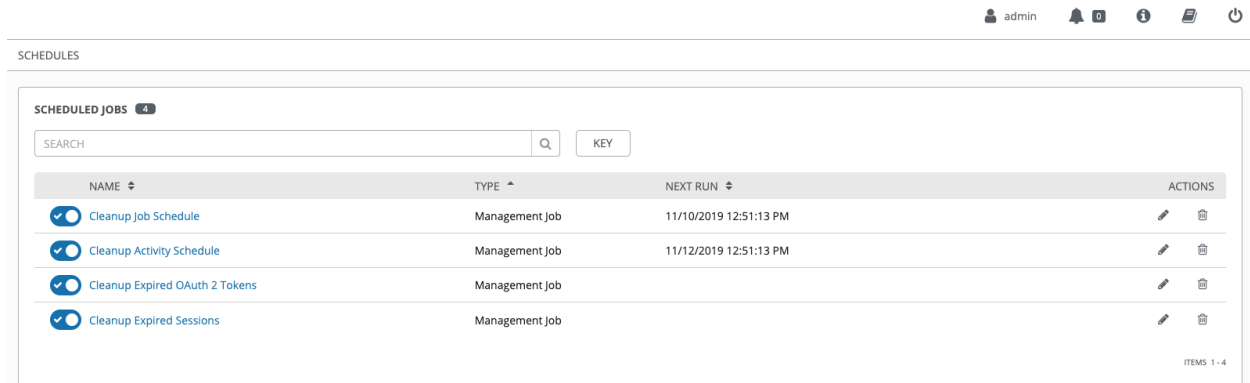 admin 0
SCHEDULES
SCHEDULED JOBS 4
SEARCH KEY
NAME TYPE NEXT RUN ACTIONS
Cleanup Job Schedule Management Job 11/10/2019 12:51:13 PM
Cleanup Activity Schedule Management Job 11/12/2019 12:51:13 PM
Cleanup Expired OAuth 2 Tokens Management Job
Cleanup Expired Sessions Management Job
ITEMS 1 - 4